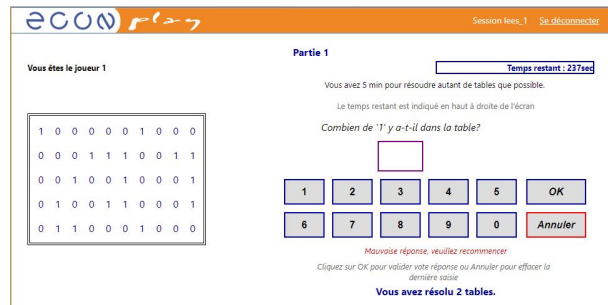 econ play
Session lees_1 Se déconnecter
Partie 1
Vous êtes le joueur 1
Temps restant : 237sec
Vous avez 5 min pour résoudre autant de tables que possible.
Le temps restant est indiqué en haut à droite de l'écran
Combien de `1' y a-t-il dans la table?
1 0 0 0 0 0 1 0 0 0
0 0 0 1 1 1 0 0 1 1
0 0 1 0 0 1 0 0 0 1
0 1 0 0 1 1 0 0 0 1
0 1 1 0 0 0 1 0 0 0
1 2 3 4 5 OK
6 7 8 9 0 Annuler
Mauvaise réponse, veuillez recommencer
Cliquez sur OK pour valider vote réponse ou Annuler pour effacer la
dernière saisie
Vous avez résolu 2 tables.